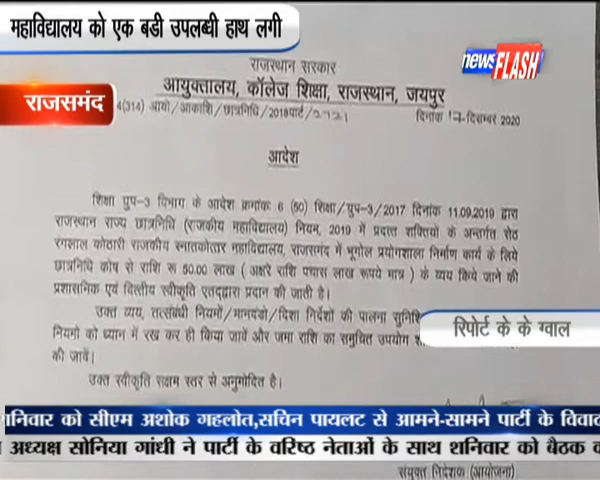 महाविद्यालय को एक बडी उपलब्धी हाथ लगी
news FLASH
राजसमंद
राजस्थान सरकार
आयुक्तालय, कॉलेज शिक्षा, राजस्थान, जयपुर
4(314) आयो/आकाशि/छात्रनिधि/2018पार्ट/2721 दिनांक 17-दिसम्बर 2020
आदेश
शिक्षा ग्रुप-3 विभाग के आदेश क्रमांक 6 (50) शिक्षा/ग्रुप-3/2017 दिनांक 11.09.2019 द्वारा
राजस्थान राज्य छात्रनिधि (राजकीय महाविद्यालय) नियम, 2019 में प्रदत्त शक्तियों के अन्तर्गत सेठ
रंगलाल कोठारी राजकीय स्नातकोत्तर महाविद्यालय, राजसमंद में भूगोल प्रयोगशाला निर्माण कार्य के लिये
छात्रनिधि कोष से राशि रू 50.00 लाख ( अक्षरे राशि पचास लाख रूपये मात्र ) के व्यय किये जाने की
प्रशासनिक एवं वित्तीय स्वीकृति एतद्द्वारा प्रदान की जाती है।
उक्त व्यय, तत्संबंधी नियमों/मानदंडो/दिशा निर्देशों की पालना सुनिश्
नियमो को ध्यान में रख कर ही किया जावें और जमा राशि का समुचित उपयोग
की जावें।
रिपोर्ट के के ग्वाल
उक्त स्वीकृति सक्षम स्तर से अनुमोदित है।
शनिवार को सीएम अशोक गहलोत,सचिन पायलट से आमने-सामने पार्टी के विवाद
अध्यक्ष सोनिया गांधी ने पार्टी के वरिष्ठ नेताओं के साथ शनिवार को बैठक
संयुक्त निदेशक (आयोजना)